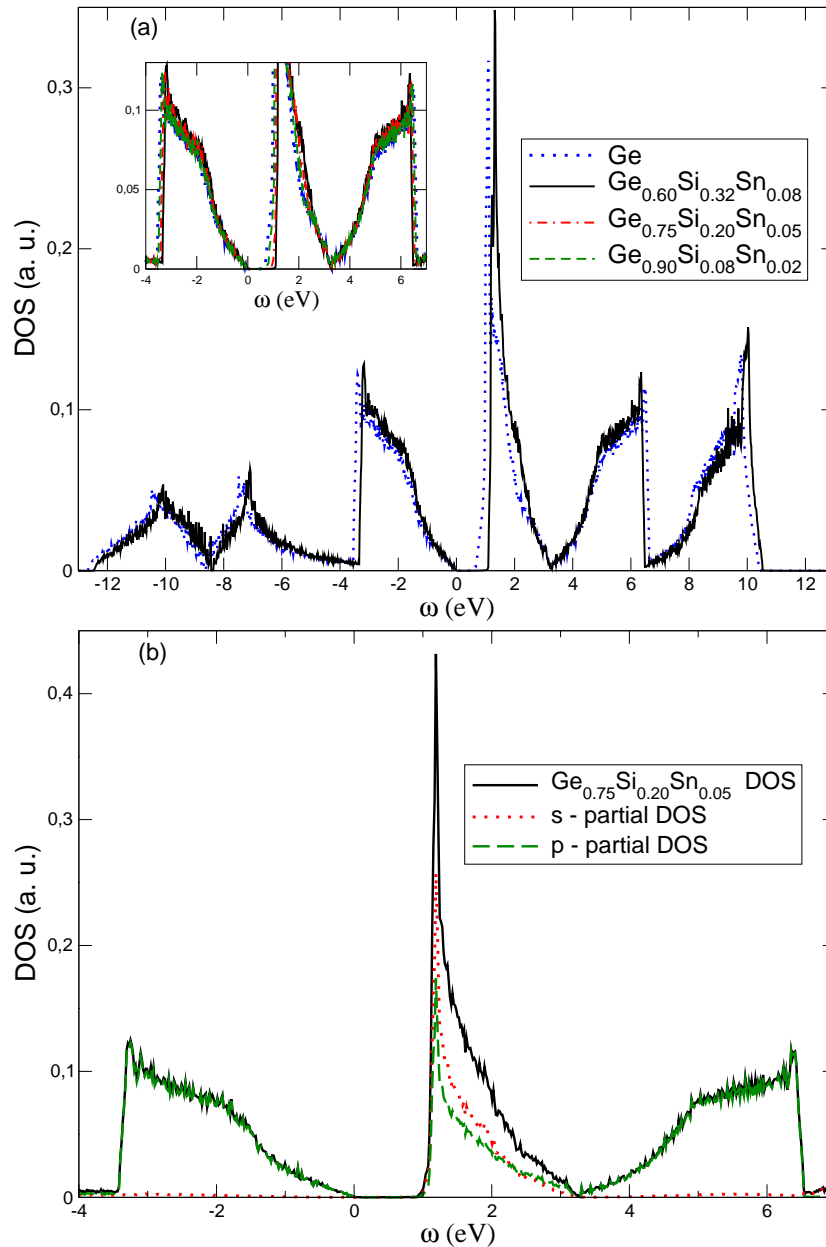 (a)
0,3
0,2
0,1
0
DOS (a. u.)
0,1
0,05
0
-4 -2 0 2 4 6
ω (eV)
Ge
Ge0.60Si0.32Sn0.08
Ge0.75Si0.20Sn0.05
Ge0.90Si0.08Sn0.02
-12 -10 -8 -6 -4 -2 0 2 4 6 8 10 12
ω (eV)
(b)
0,4
0,3
0,2
0,1
0
DOS (a. u.)
Ge0.75Si0.20Sn0.05 DOS
s - partial DOS
p - partial DOS
-4 -2 0 2 4 6
ω (eV)